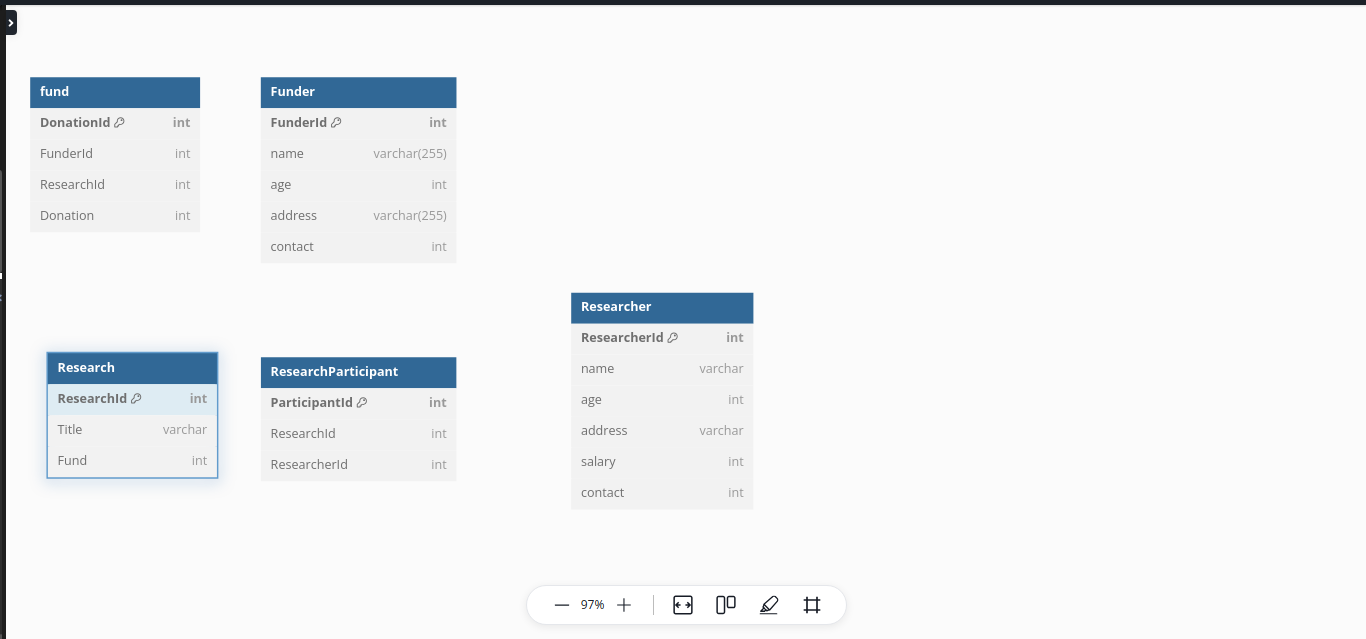 fund
DonationId int
FunderId int
ResearchId int
Donation int
Funder
FunderId int
name varchar(255)
age int
address varchar(255)
contact int
Research
ResearchId int
Title varchar
Fund int
ResearchParticipant
ParticipantId int
ResearchId int
ResearcherId int
Researcher
ResearcherId int
name varchar
age int
address varchar
salary int
contact int
97%